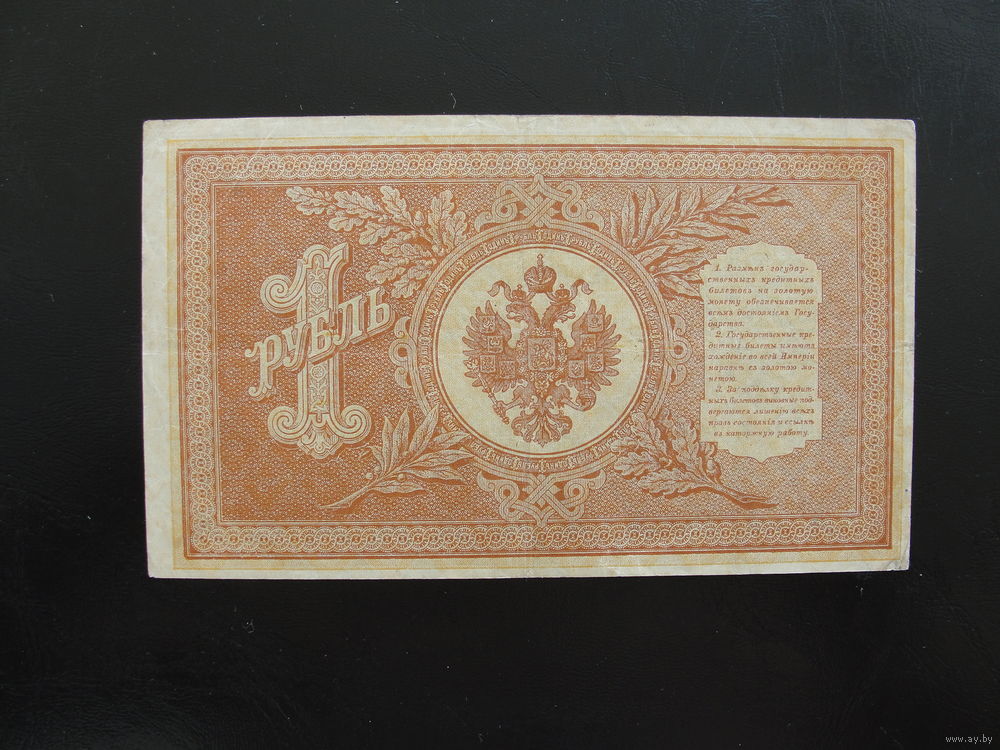 1
РУБЛЬ
1. Размѣнъ государ-
ственныхъ кредитныхъ
билетовъ на золотую
монету обезпечивается
всѣмъ достояніемъ Госу-
дарства.
2. Государственные кре-
дитные билеты имѣютъ
хожденіе во всей Имперіи
наравнѣ съ золотою мо-
нетою.
3. За поддѣлку кредит-
ныхъ билетовъ виновные под-
вергаются лишенію всѣхъ
правъ состоянія и ссылкѣ
въ каторжную работу.
www.ay.by